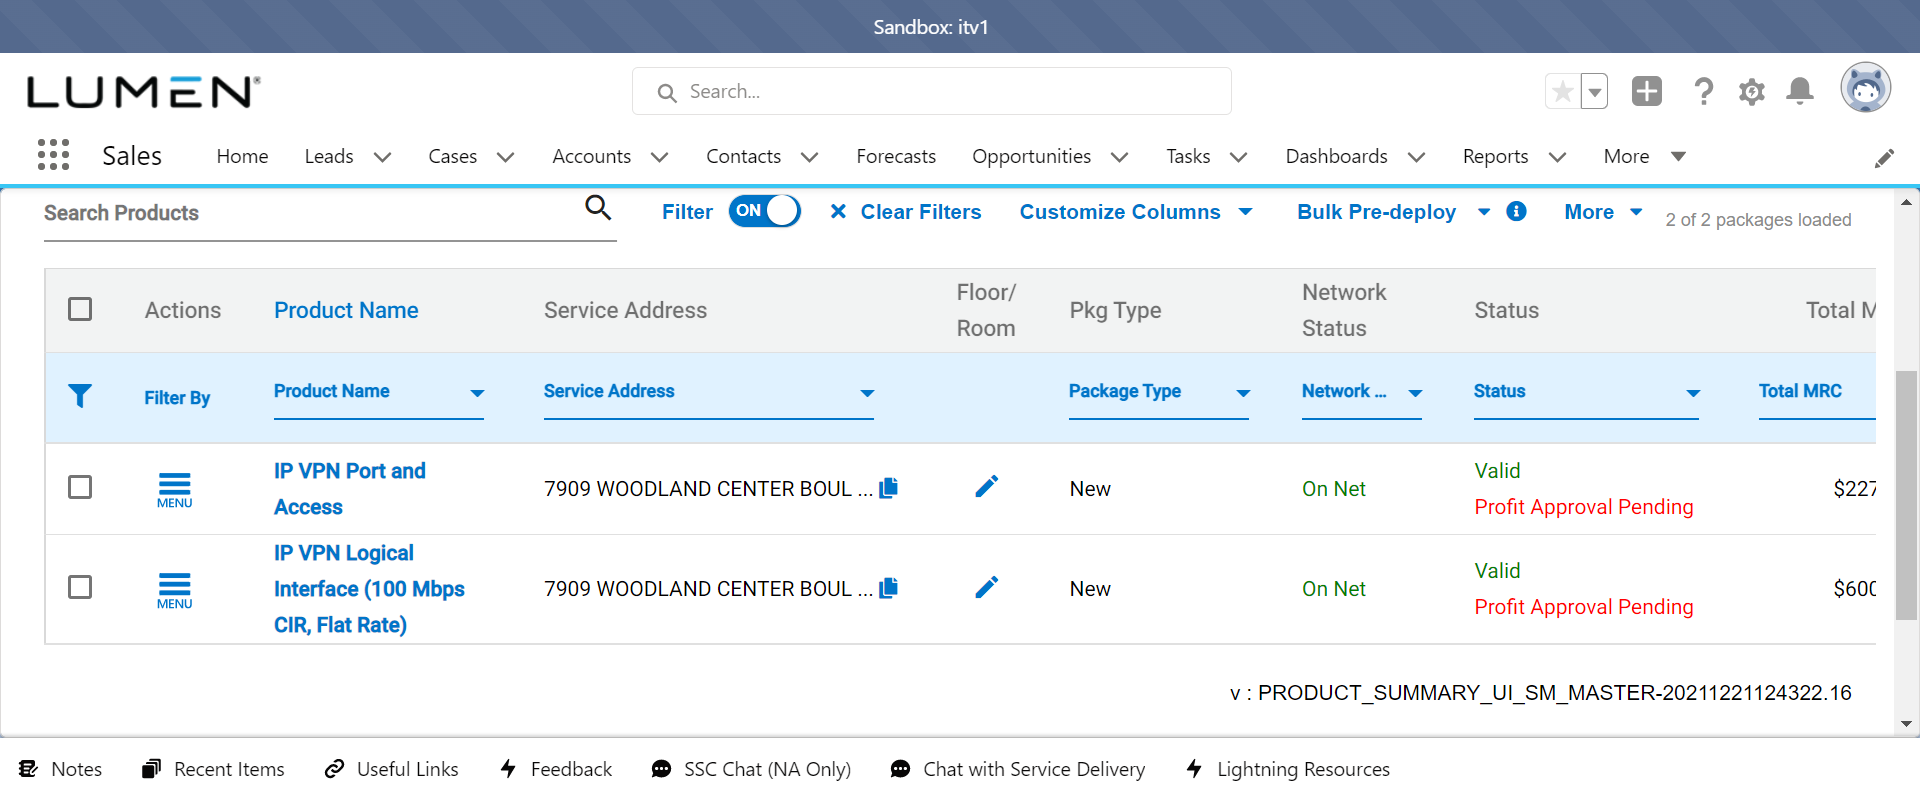 Sandbox: itv1
LUMEN
Search...
Sales Home Leads Cases Accounts Contacts Forecasts Opportunities Tasks Dashboards Reports More
Search Products Filter ON Clear Filters Customize Columns Bulk Pre-deploy More 2 of 2 packages loaded
Actions Product Name Service Address Floor/ Pkg Type Network Status Total M
Room Status
Filter By Product Name Service Address Package Type Network ... Status Total MRC
MENU IP VPN Port and 7909 WOODLAND CENTER BOUL ... New On Net Valid $227
Access Profit Approval Pending
MENU IP VPN Logical 7909 WOODLAND CENTER BOUL ... New On Net Valid $600
Interface (100 Mbps Profit Approval Pending
CIR, Flat Rate)
v : PRODUCT_SUMMARY_UI_SM_MASTER-20211221124322.16
Notes Recent Items Useful Links Feedback SSC Chat (NA Only) Chat with Service Delivery Lightning Resources